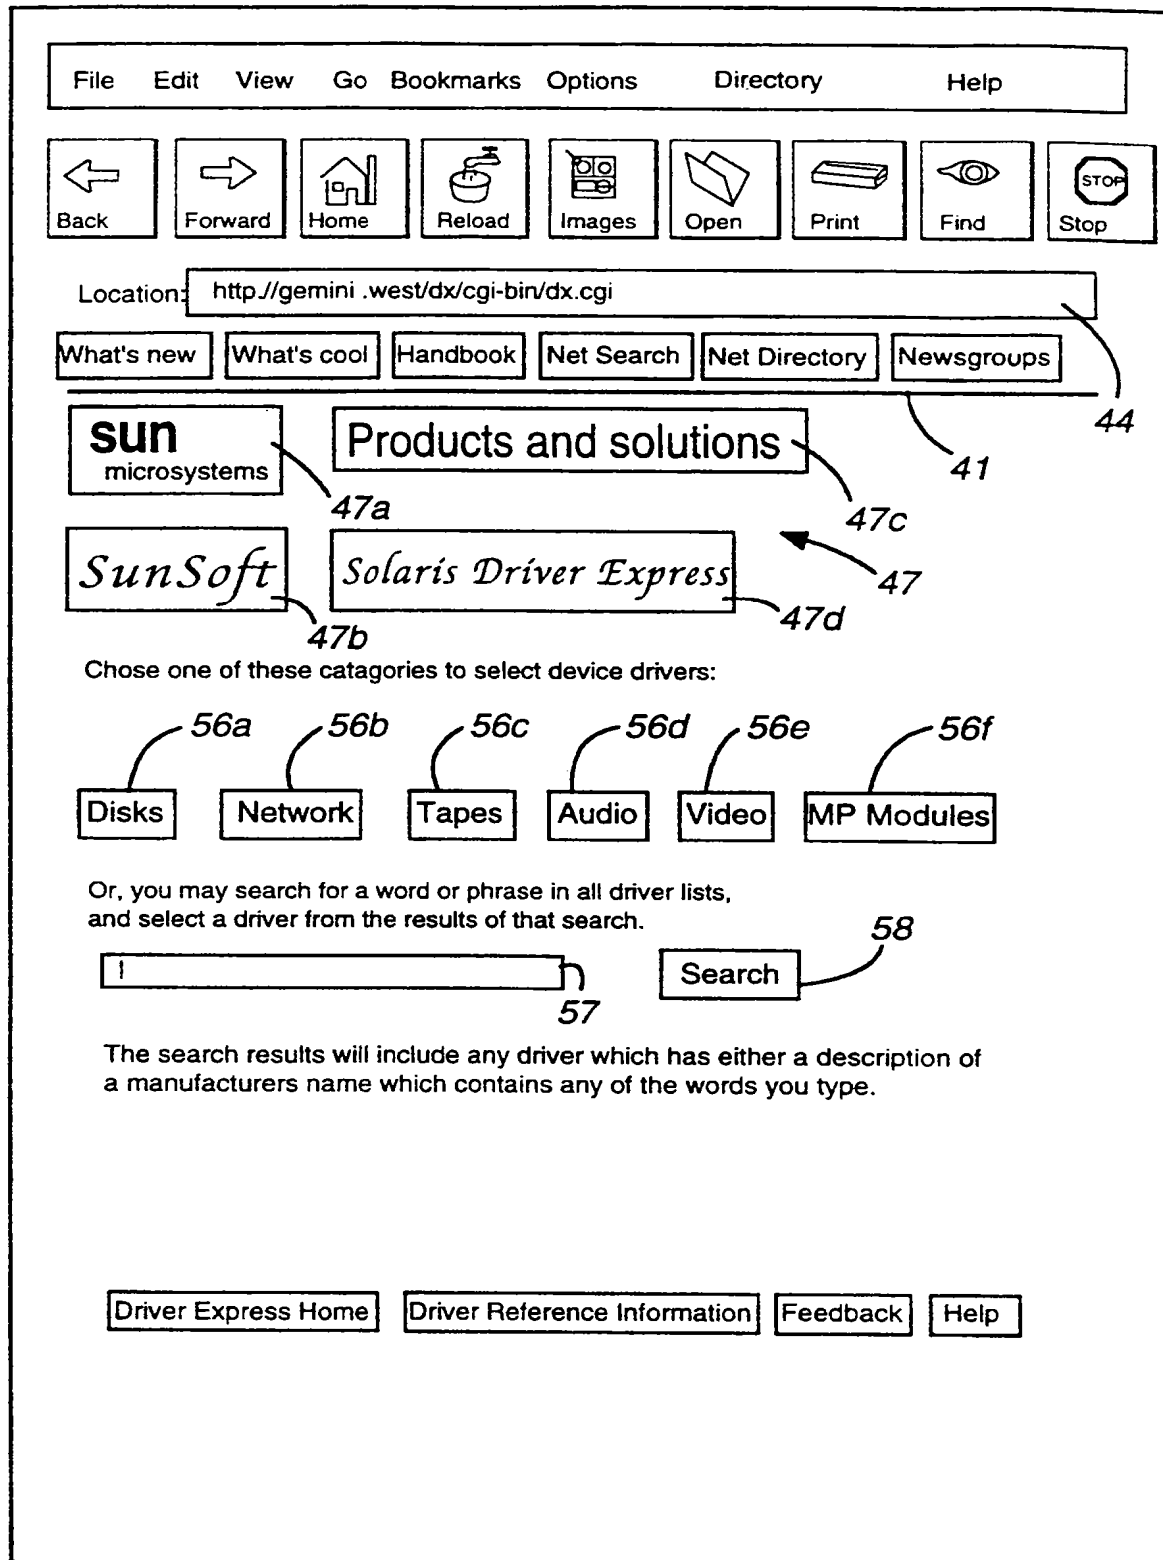 File Edit View Go Bookmarks Options Directory Help
Back Forward Home Reload Images Open Print Find STOP Stop
Location: http.//gemini .west/dx/cgi-bin/dx.cgi
What's new What's cool Handbook Net Search Net Directory Newsgroups
44
41
sun
microsystems
Products and solutions
47a
47c
SunSoft
Solaris Driver Express
47
47b
47d
Chose one of these catagories to select device drivers:
56a 56b 56c 56d 56e 56f
Disks Network Tapes Audio Video MP Modules
Or, you may search for a word or phrase in all driver lists,
and select a driver from the results of that search.
58
Search
57
The search results will include any driver which has either a description of
a manufacturers name which contains any of the words you type.
Driver Express Home Driver Reference Information Feedback Help